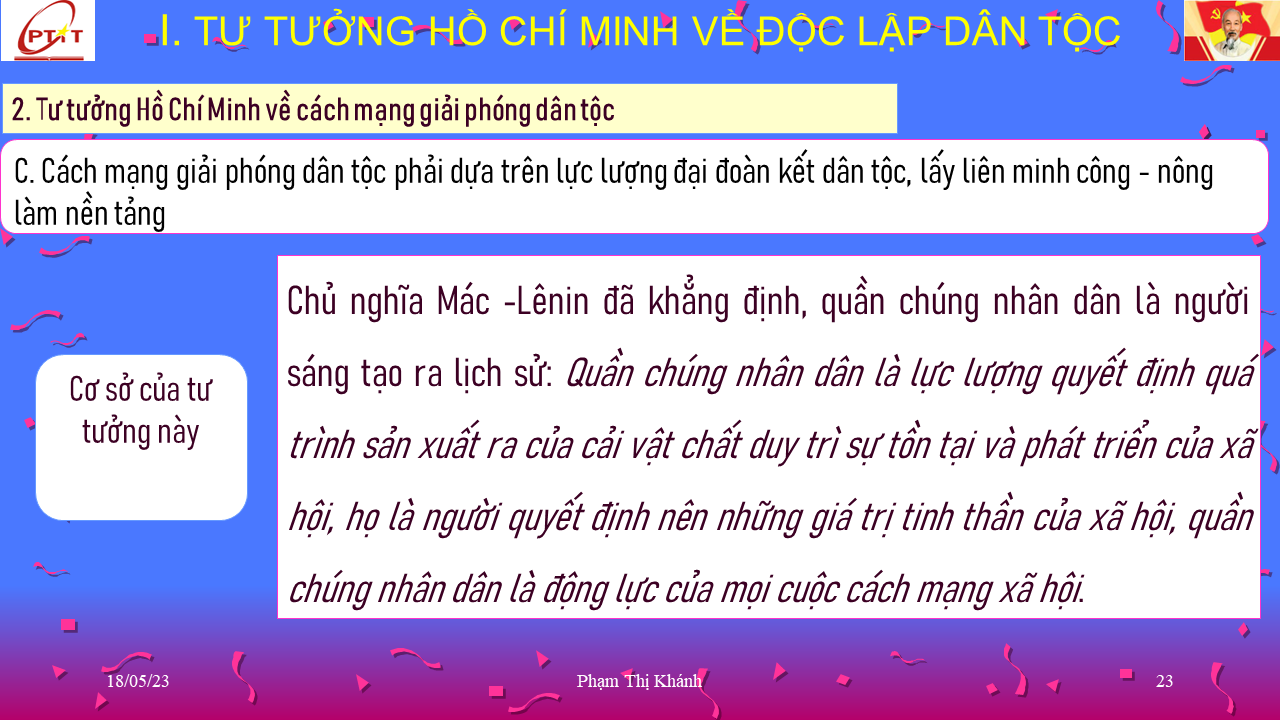 PTiT
I. TƯ TƯỞNG HỒ CHÍ MINH VỀ ĐỘC LẬP DÂN TỘC
2. Tư tưởng Hồ Chí Minh về cách mạng giải phóng dân tộc
C. Cách mạng giải phóng dân tộc phải dựa trên lực lượng đại đoàn kết dân tộc, lấy liên minh công - nông
làm nền tảng
Cơ sở của tư
tưởng này
Chủ nghĩa Mác -Lênin đã khẳng định, quần chúng nhân dân là người
sáng tạo ra lịch sử: Quần chúng nhân dân là lực lượng quyết định quá
trình sản xuất ra của cải vật chất duy trì sự tồn tại và phát triển của xã
hội, họ là người quyết định nên những giá trị tinh thần của xã hội, quần
chúng nhân dân là động lực của mọi cuộc cách mạng xã hội.
18/05/23
Phạm Thị Khánh
23